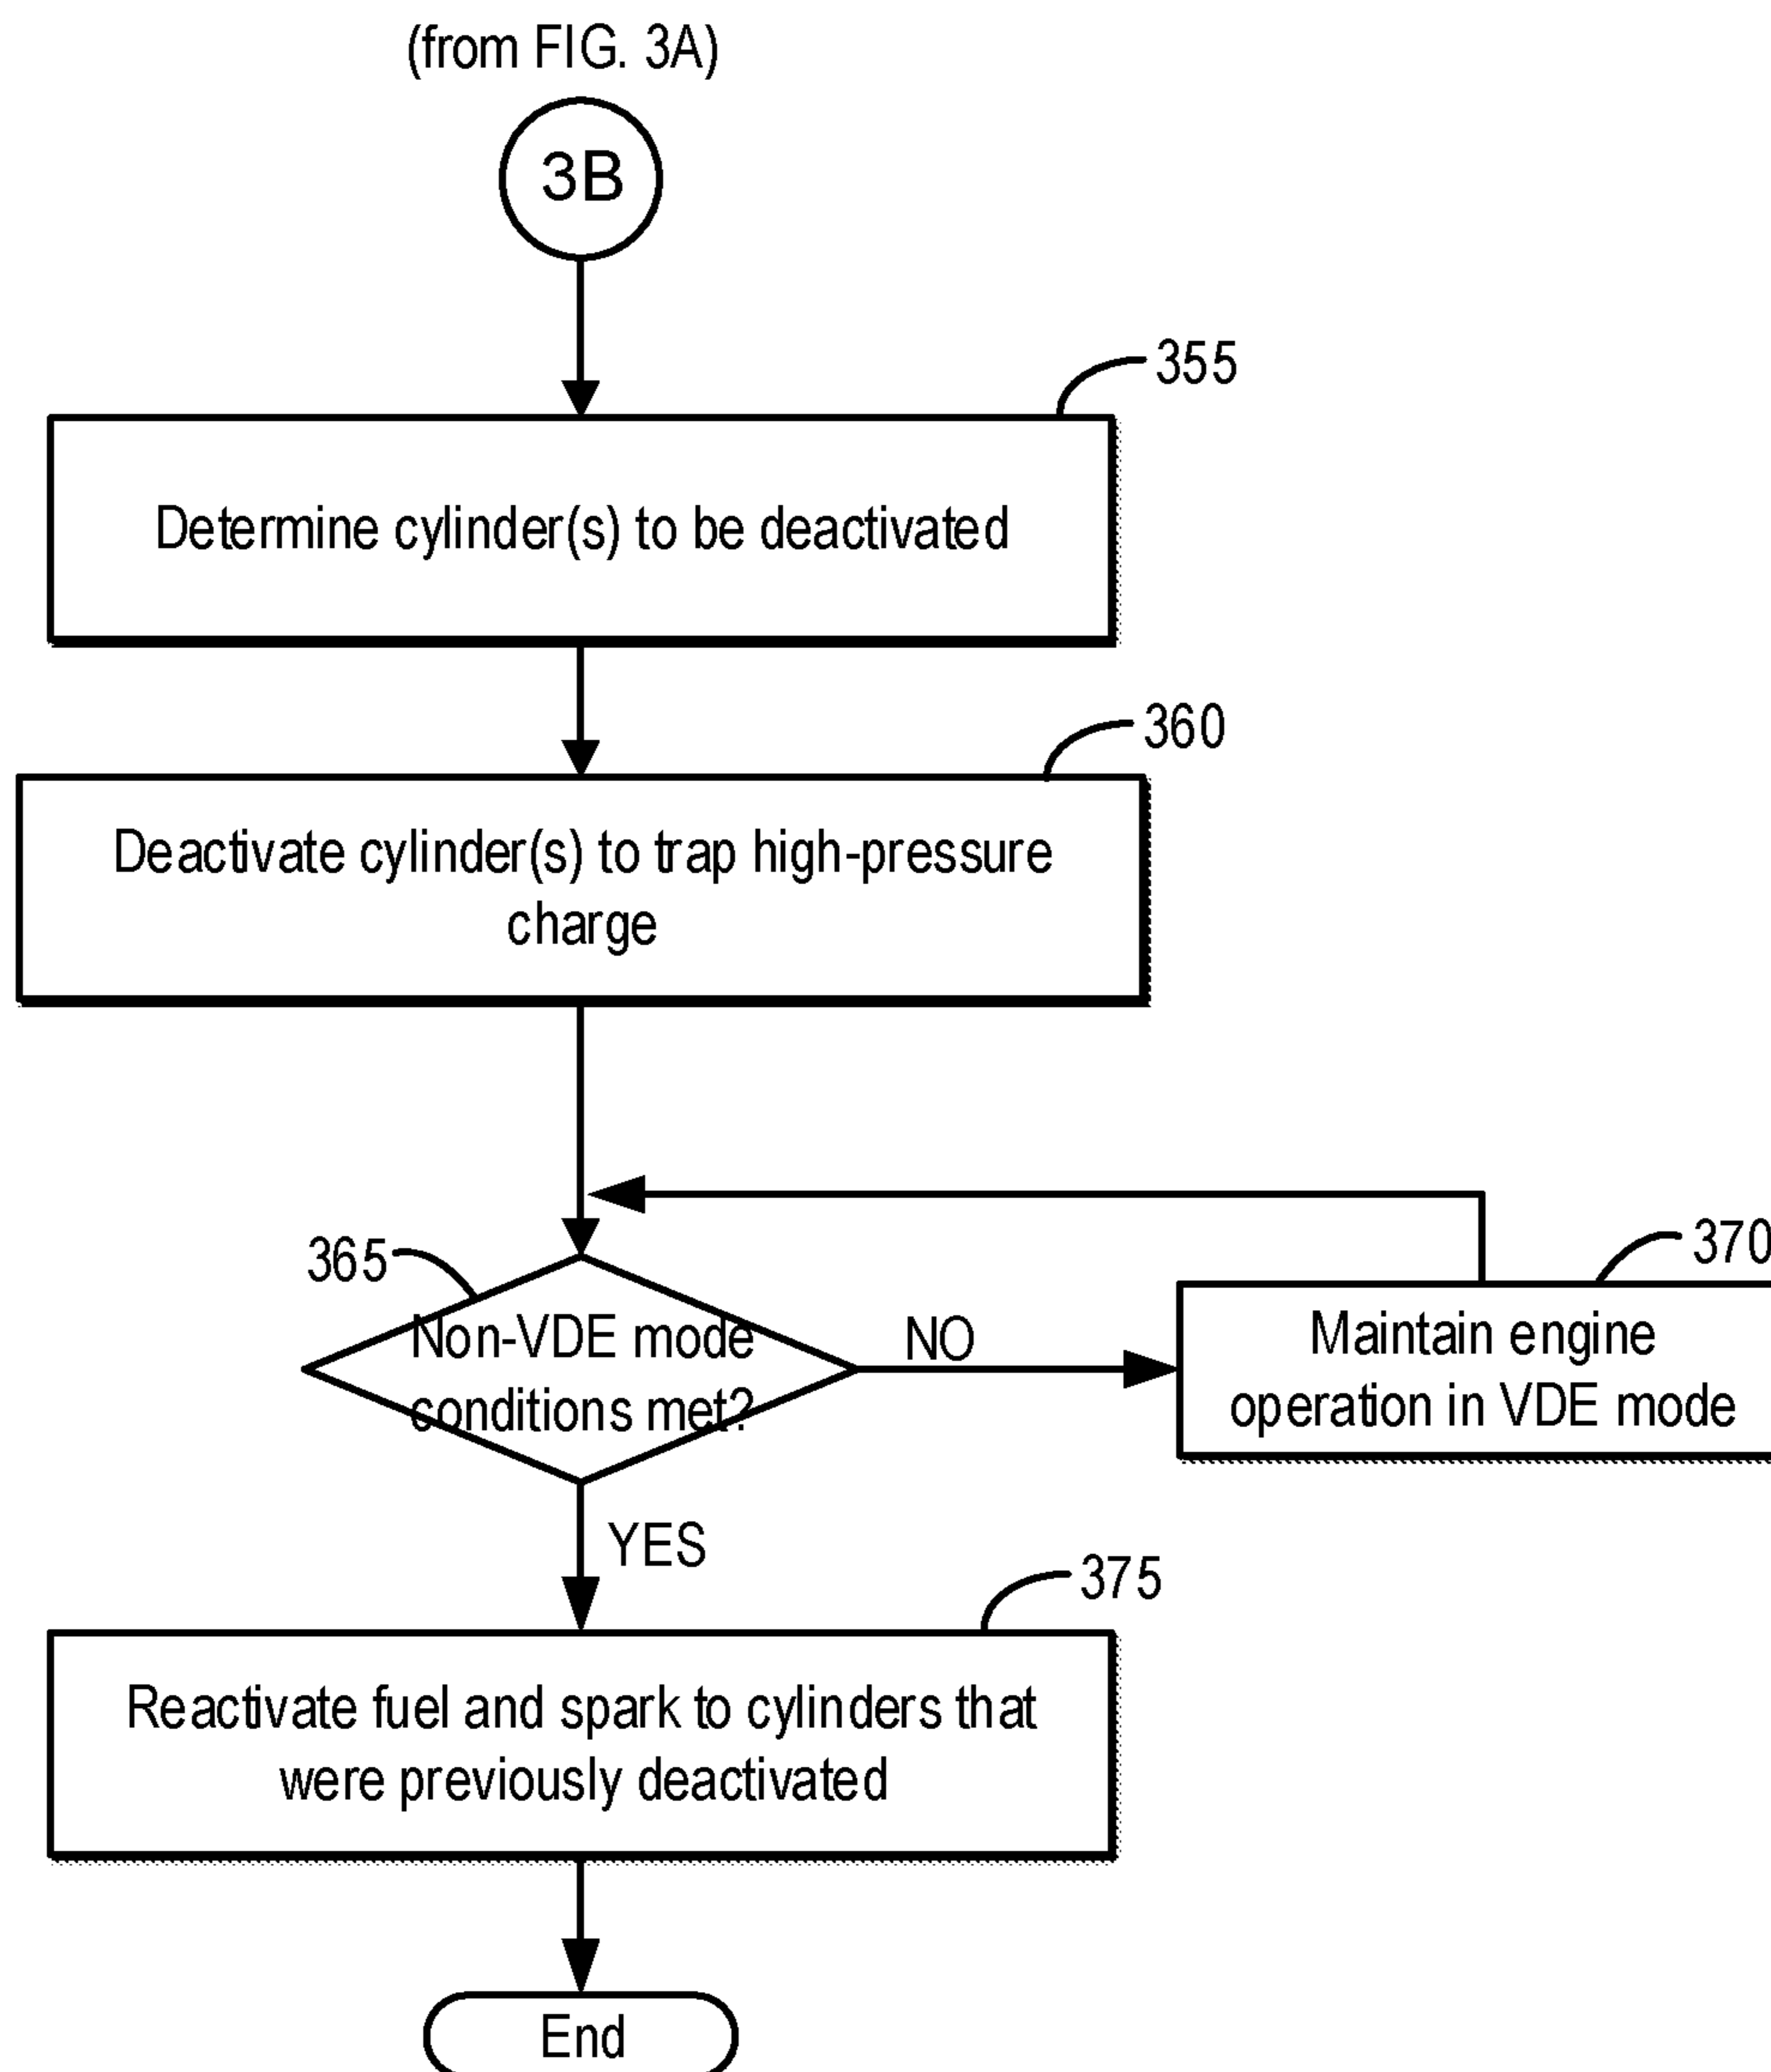 (from FIG. 3A)
3B
355
Determine cylinder(s) to be deactivated
360
Deactivate cylinder(s) to trap high-pressure
charge
365
Non-VDE mode
conditions met?
NO
370
Maintain engine
operation in VDE mode
YES
375
Reactivate fuel and spark to cylinders that
were previously deactivated
End